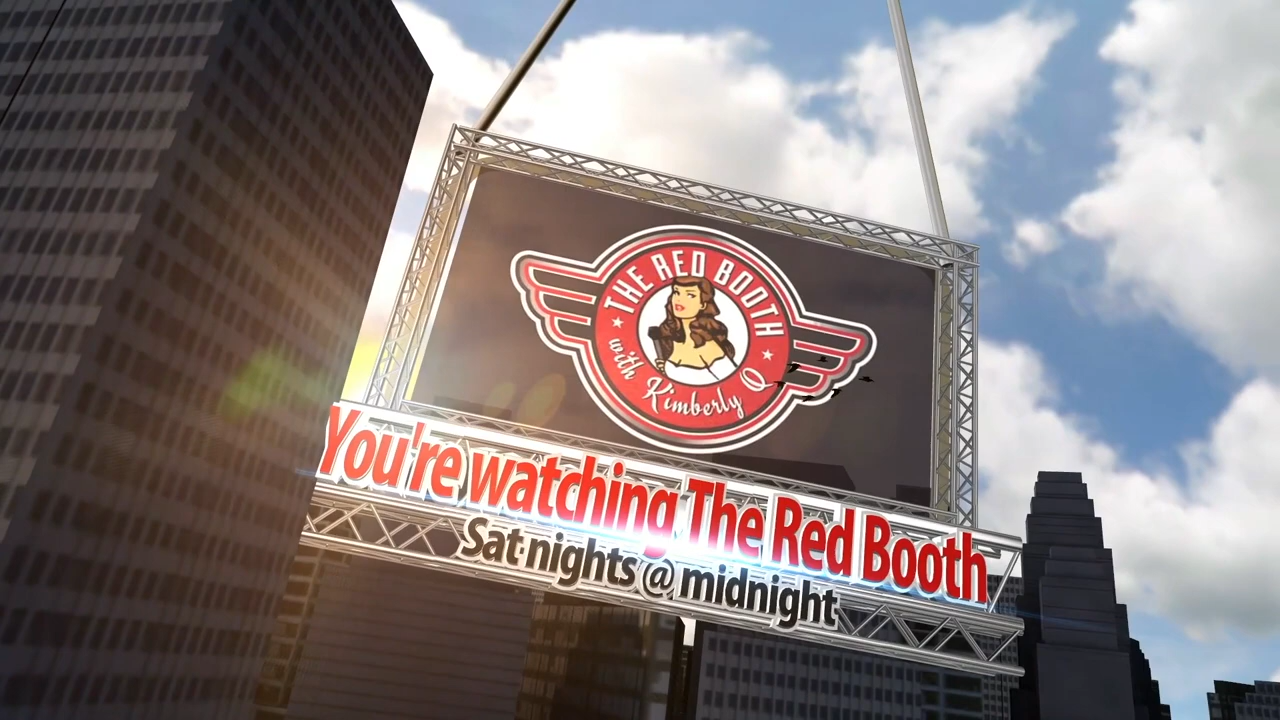 THE RED BOOTH
with Kimberly Q
You're watching The Red Booth
Sat nights @ midnight